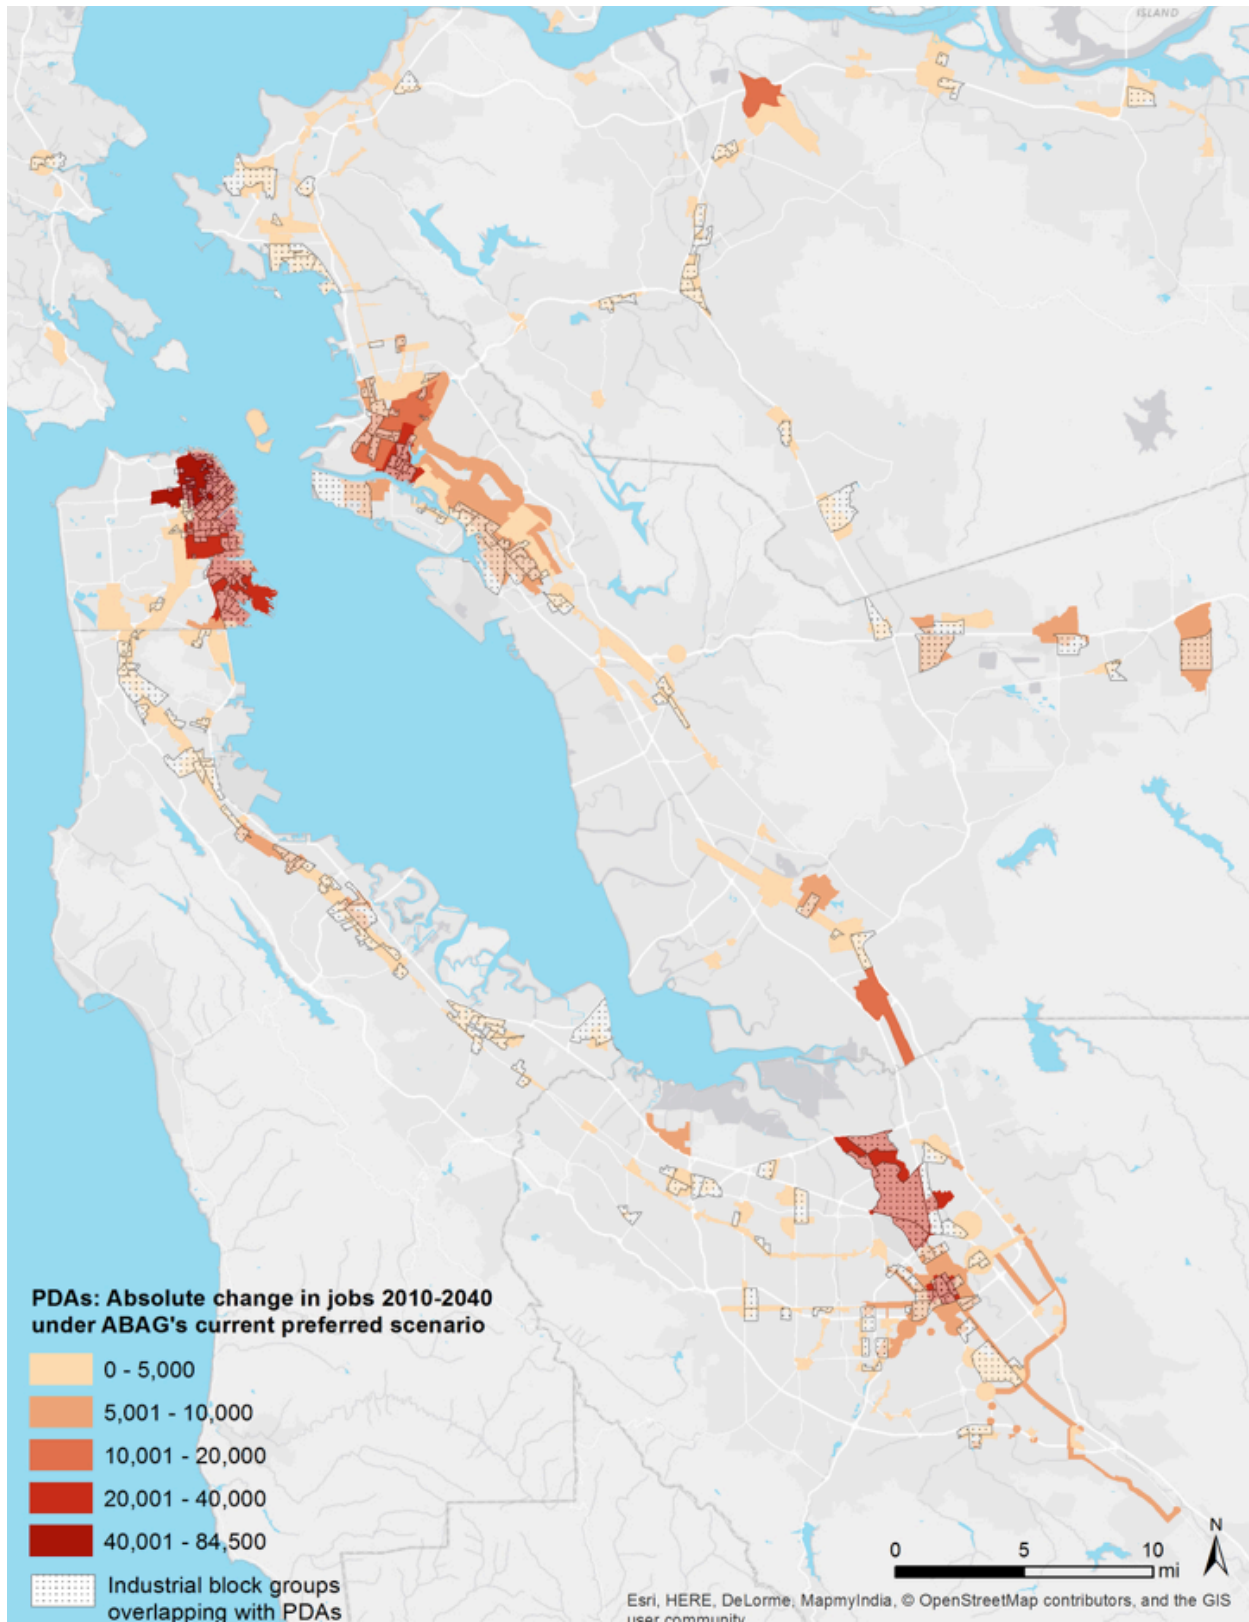 ISLAND
PDAs: Absolute change in jobs 2010-2040
under ABAG's current preferred scenario
0 - 5,000
5,001 - 10,000
10,001 - 20,000
20,001 - 40,000
40,001 - 84,500
Industrial block groups
overlapping with PDAs
N
0 5 10
mi
Esri, HERE, DeLorme, MapmyIndia, © OpenStreetMap contributors, and the GIS
user community